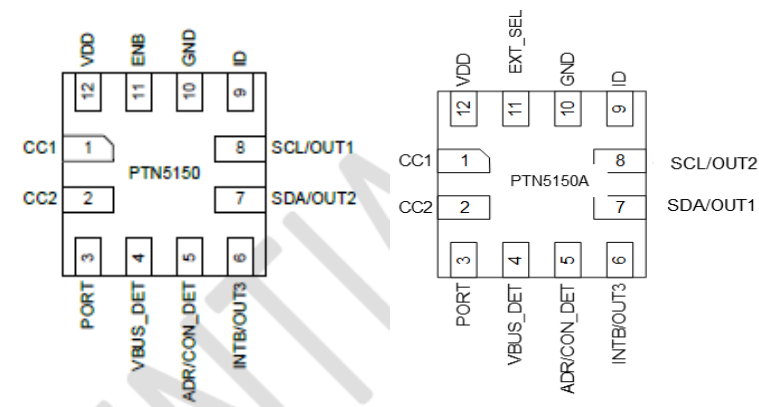 VDD
ENB
GND
ID
12
11
10
9
CC1
1
8
SCL/OUT1
PTN5150
CC2
2
7
SDA/OUT2
3
4
5
6
PORT
VBUS_DET
ADR/CON_DET
INTB/OUT3
VDD
EXT_SEL
GND
ID
12
11
10
9
CC1
1
8
SCL/OUT2
PTN5150A
CC2
2
7
SDA/OUT1
3
4
5
6
PORT
VBUS_DET
ADR/CON_DET
INTB/OUT3